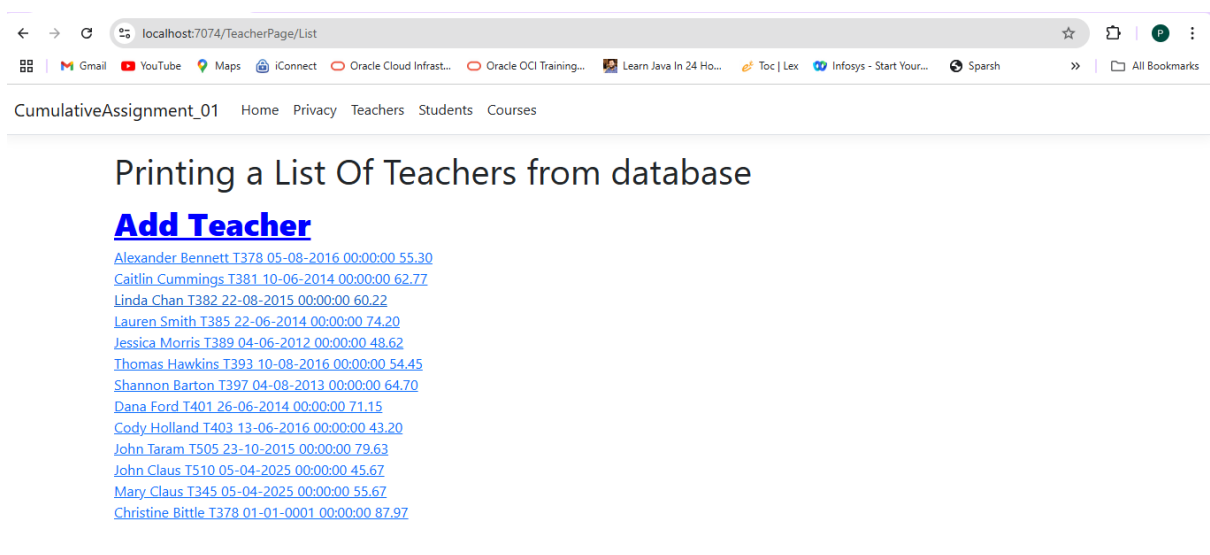 localhost:7074/TeacherPage/List
P
Gmail YouTube Maps iConnect Oracle Cloud Infrast... Oracle OCI Training... Learn Java In 24 Ho... Toc | Lex Infosys - Start Your... Sparsh » All Bookmarks
CumulativeAssignment_01 Home Privacy Teachers Students Courses
Printing a List Of Teachers from database
Add Teacher
Alexander Bennett T378 05-08-2016 00:00:00 55.30
Caitlin Cummings T381 10-06-2014 00:00:00 62.77
Linda Chan T382 22-08-2015 00:00:00 60.22
Lauren Smith T385 22-06-2014 00:00:00 74.20
Jessica Morris T389 04-06-2012 00:00:00 48.62
Thomas Hawkins T393 10-08-2016 00:00:00 54.45
Shannon Barton T397 04-08-2013 00:00:00 64.70
Dana Ford T401 26-06-2014 00:00:00 71.15
Cody Holland T403 13-06-2016 00:00:00 43.20
John Taram T505 23-10-2015 00:00:00 79.63
John Claus T510 05-04-2025 00:00:00 45.67
Mary Claus T345 05-04-2025 00:00:00 55.67
Christine Bittle T378 01-01-0001 00:00:00 87.97